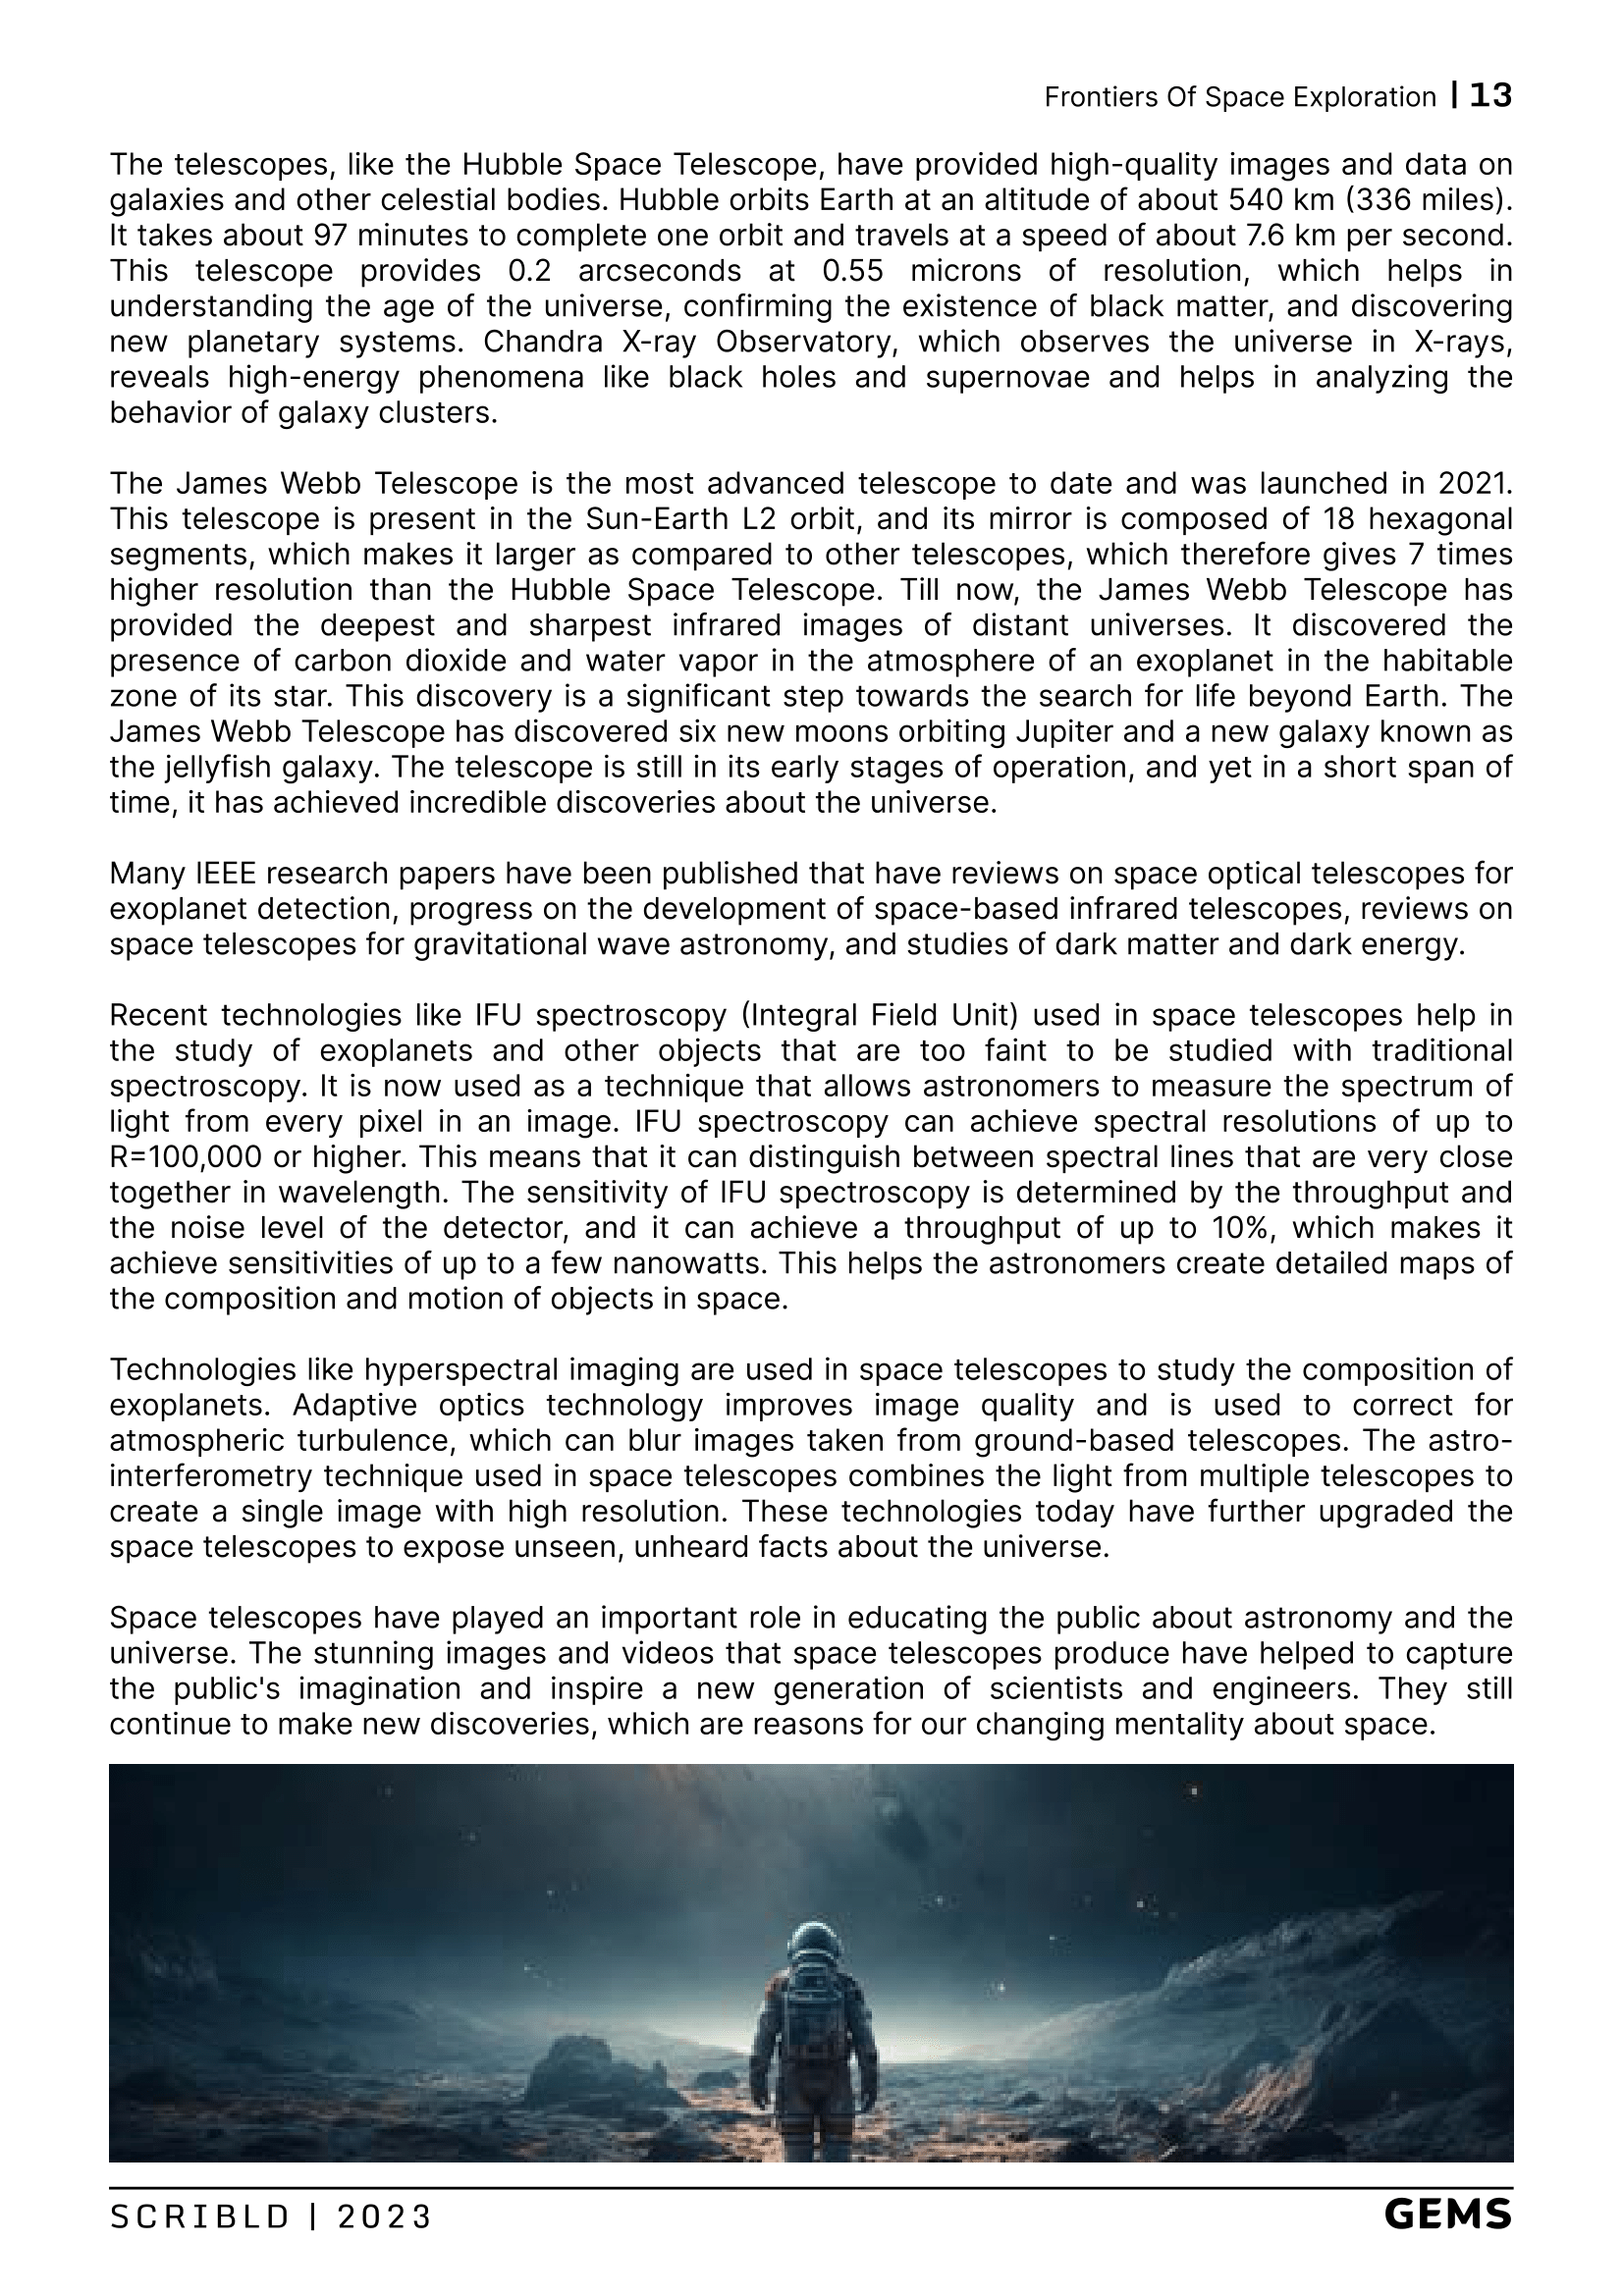 Frontiers Of Space Exploration | 13
The telescopes, like the Hubble Space Telescope, have provided high-quality images and data on
galaxies and other celestial bodies. Hubble orbits Earth at an altitude of about 540 km (336 miles).
It takes about 97 minutes to complete one orbit and travels at a speed of about 7.6 km per second.
This telescope provides 0.2 arcseconds at 0.55 microns of resolution, which helps in
understanding the age of the universe, confirming the existence of black matter, and discovering
new planetary systems. Chandra X-ray Observatory, which observes the universe in X-rays,
reveals high-energy phenomena like black holes and supernovae and helps in analyzing the
behavior of galaxy clusters.
The James Webb Telescope is the most advanced telescope to date and was launched in 2021.
This telescope is present in the Sun-Earth L2 orbit, and its mirror is composed of 18 hexagonal
segments, which makes it larger as compared to other telescopes, which therefore gives 7 times
higher resolution than the Hubble Space Telescope. Till now, the James Webb Telescope has
provided the deepest and sharpest infrared images of distant universes. It discovered the
presence of carbon dioxide and water vapor in the atmosphere of an exoplanet in the habitable
zone of its star. This discovery is a significant step towards the search for life beyond Earth. The
James Webb Telescope has discovered six new moons orbiting Jupiter and a new galaxy known as
the jellyfish galaxy. The telescope is still in its early stages of operation, and yet in a short span of
time, it has achieved incredible discoveries about the universe.
Many IEEE research papers have been published that have reviews on space optical telescopes for
exoplanet detection, progress on the development of space-based infrared telescopes, reviews on
space telescopes for gravitational wave astronomy, and studies of dark matter and dark energy.
Recent technologies like IFU spectroscopy (Integral Field Unit) used in space telescopes help in
the study of exoplanets and other objects that are too faint to be studied with traditional
spectroscopy. It is now used as a technique that allows astronomers to measure the spectrum of
light from every pixel in an image. IFU spectroscopy can achieve spectral resolutions of up to
R=100,000 or higher. This means that it can distinguish between spectral lines that are very close
together in wavelength. The sensitivity of IFU spectroscopy is determined by the throughput and
the noise level of the detector, and it can achieve a throughput of up to 10%, which makes it
achieve sensitivities of up to a few nanowatts. This helps the astronomers create detailed maps of
the composition and motion of objects in space.
Technologies like hyperspectral imaging are used in space telescopes to study the composition of
exoplanets. Adaptive optics technology improves image quality and is used to correct for
atmospheric turbulence, which can blur images taken from ground-based telescopes. The astro-
interferometry technique used in space telescopes combines the light from multiple telescopes to
create a single image with high resolution. These technologies today have further upgraded the
space telescopes to expose unseen, unheard facts about the universe.
Space telescopes have played an important role in educating the public about astronomy and the
universe. The stunning images and videos that space telescopes produce have helped to capture
the public's imagination and inspire a new generation of scientists and engineers. They still
continue to make new discoveries, which are reasons for our changing mentality about space.
SCRIBLD | 2023
GEMS